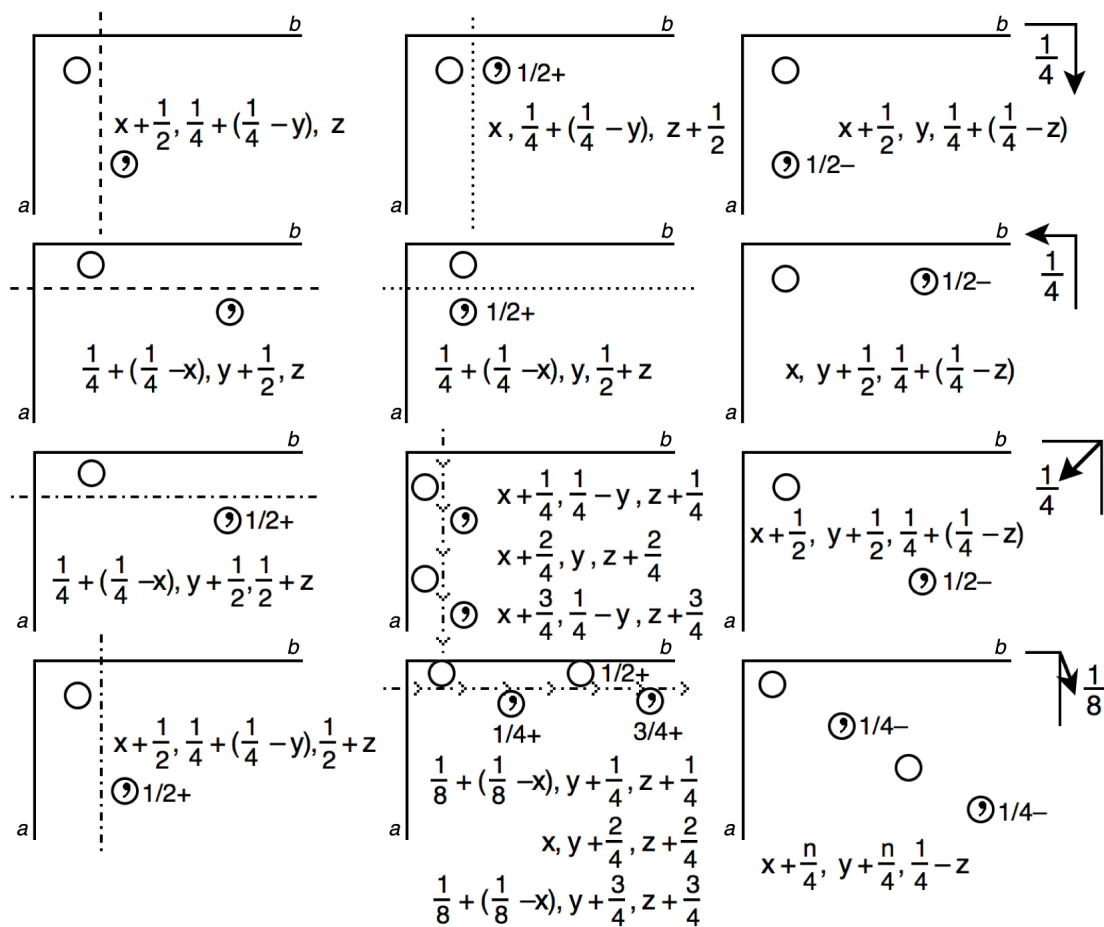 b
a
x + 1/2, 1/4 + (1/4 − y), z
b
a
1/2+
x , 1/4 + (1/4 − y), z + 1/2
b
a
1/4
x + 1/2, y, 1/4 + (1/4 − z)
1/2−
b
a
1/4 + (1/4 − x), y + 1/2, z
b
a
1/2+
1/4 + (1/4 − x), y, 1/2 + z
b
a
1/4
1/2−
x, y + 1/2, 1/4 + (1/4 − z)
b
a
1/2+
1/4 + (1/4 − x), y + 1/2, 1/2 + z
b
a
x + 1/4, 1/4 − y , z + 1/4
x + 2/4, y , z + 2/4
x + 3/4, 1/4 − y , z + 3/4
b
a
1/4
x + 1/2, y + 1/2, 1/4 + (1/4 − z)
1/2−
b
a
x + 1/2, 1/4 + (1/4 − y), 1/2 + z
1/2+
b
a
1/2+
1/4+
3/4+
1/8 + (1/8 − x), y + 1/4, z + 1/4
x, y + 2/4, z + 2/4
1/8 + (1/8 − x), y + 3/4, z + 3/4
b
a
1/8
1/4−
1/4−
x + n/4, y + n/4, 1/4 − z